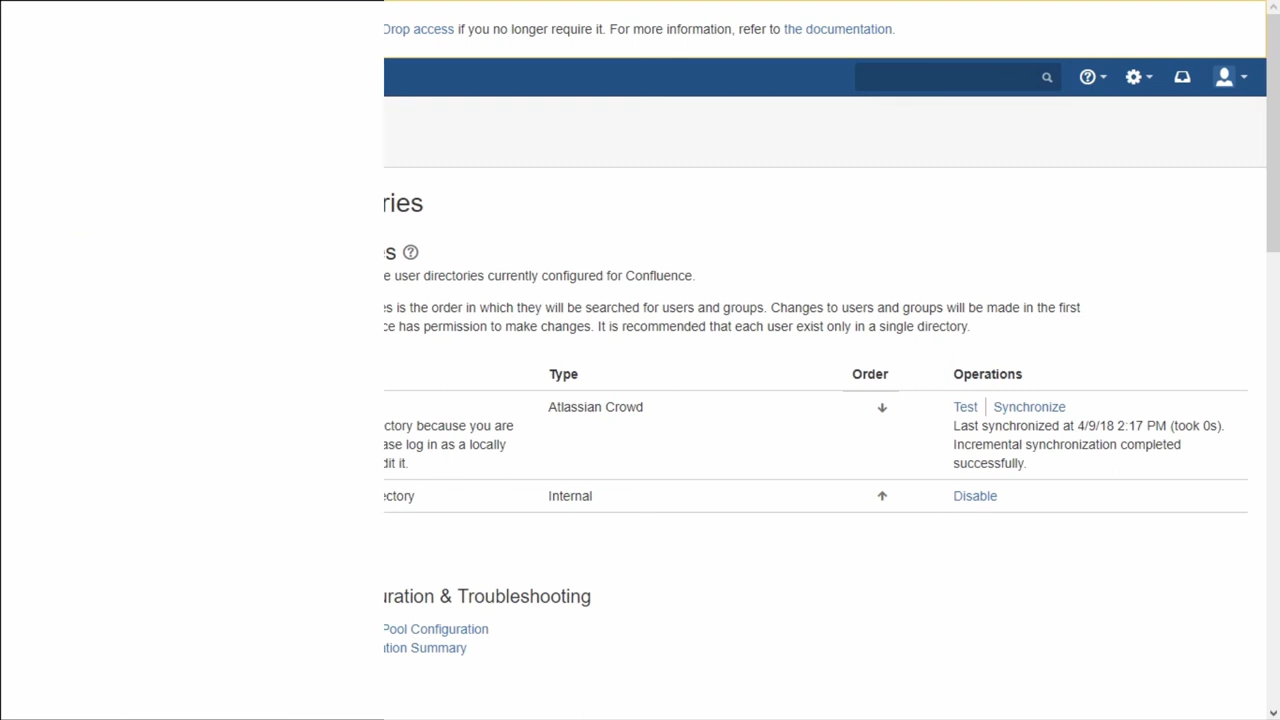 Drop access if you no longer require it. For more information, refer to the documentation.
ries
s
e user directories currently configured for Confluence.
es is the order in which they will be searched for users and groups. Changes to users and groups will be made in the first
ce has permission to make changes. It is recommended that each user exist only in a single directory.
Type Order Operations
Atlassian Crowd Test Synchronize
ctory because you are Last synchronized at 4/9/18 2:17 PM (took 0s).
ase log in as a locally Incremental synchronization completed
dit it. successfully.
ectory Internal Disable
uration & Troubleshooting
Pool Configuration
ation Summary